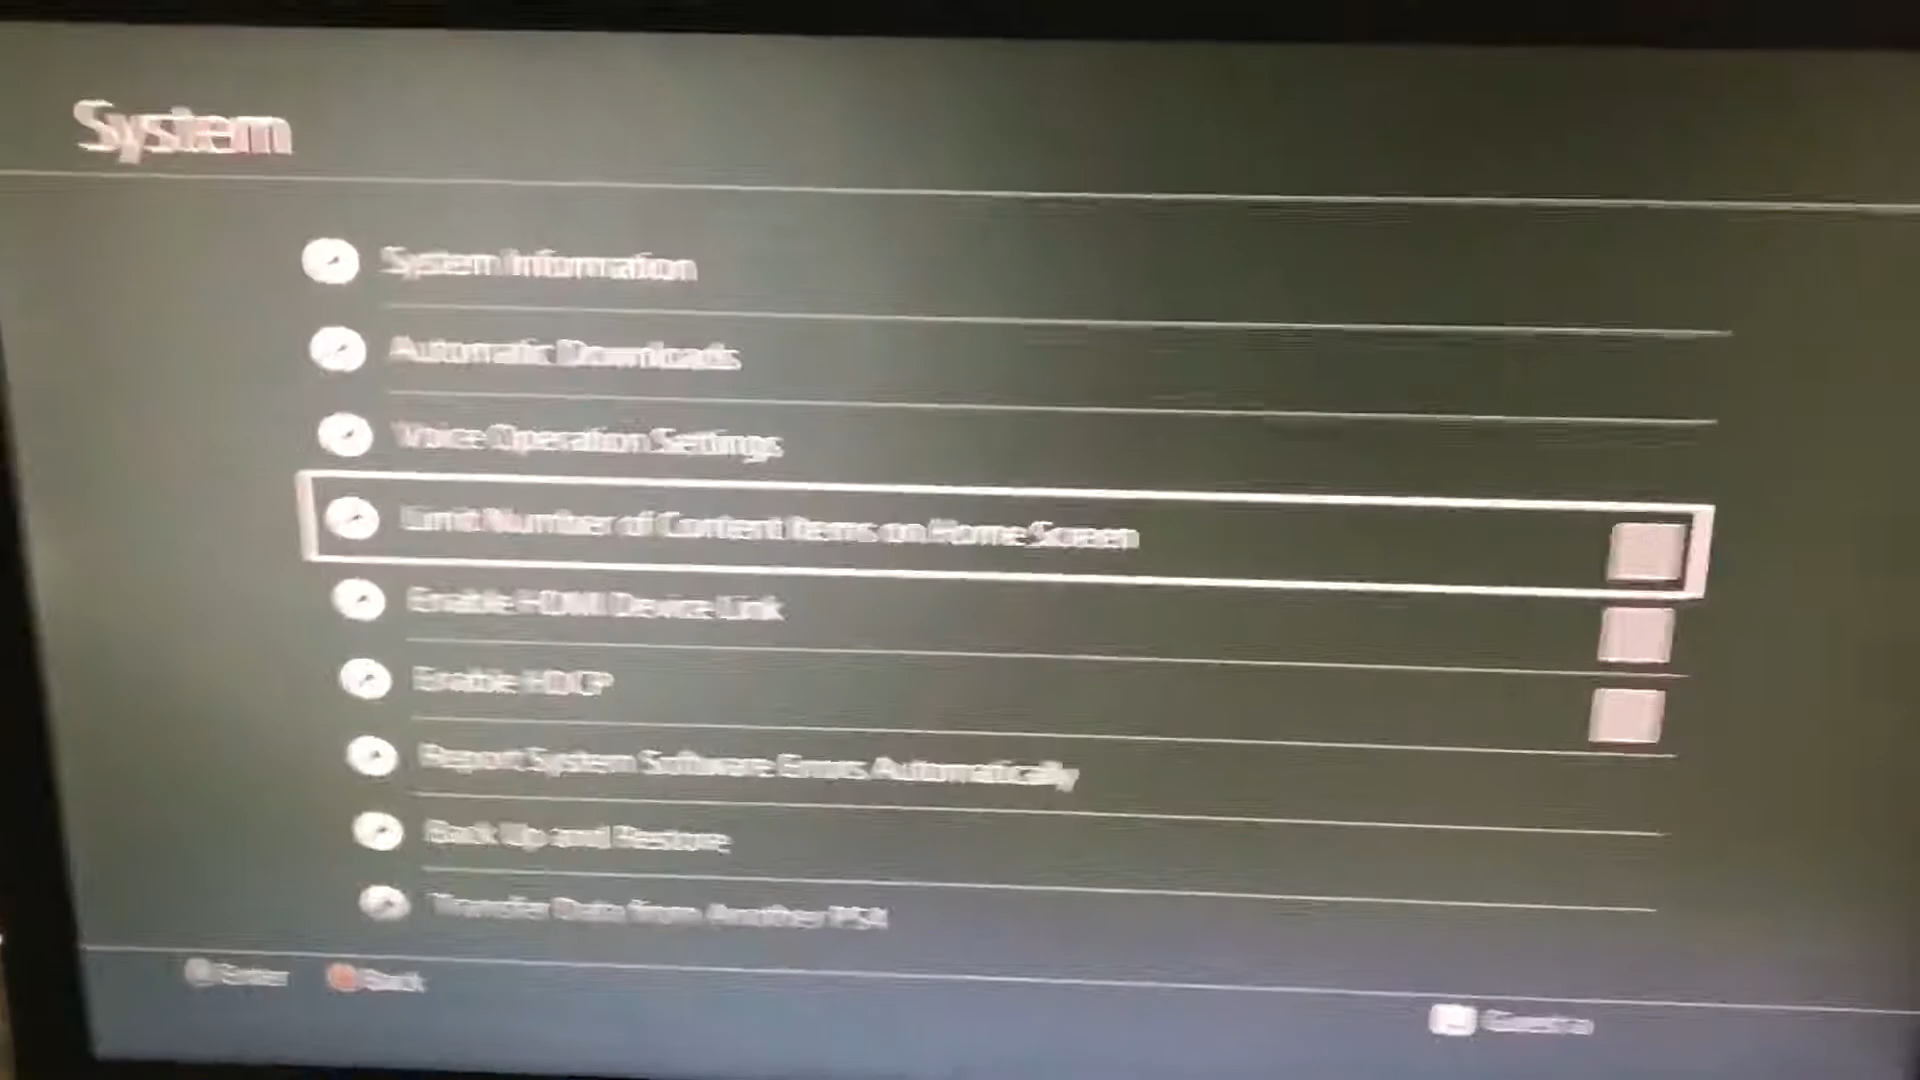 System
System Information
Automatic Downloads
Voice Operation Settings
Limit Number of Content Items on Home Screen
Enable HDMI Device Link
Enable HDCP
Report System Software Errors Automatically
Back Up and Restore
Transfer Data from Another PS4
Enter
Back